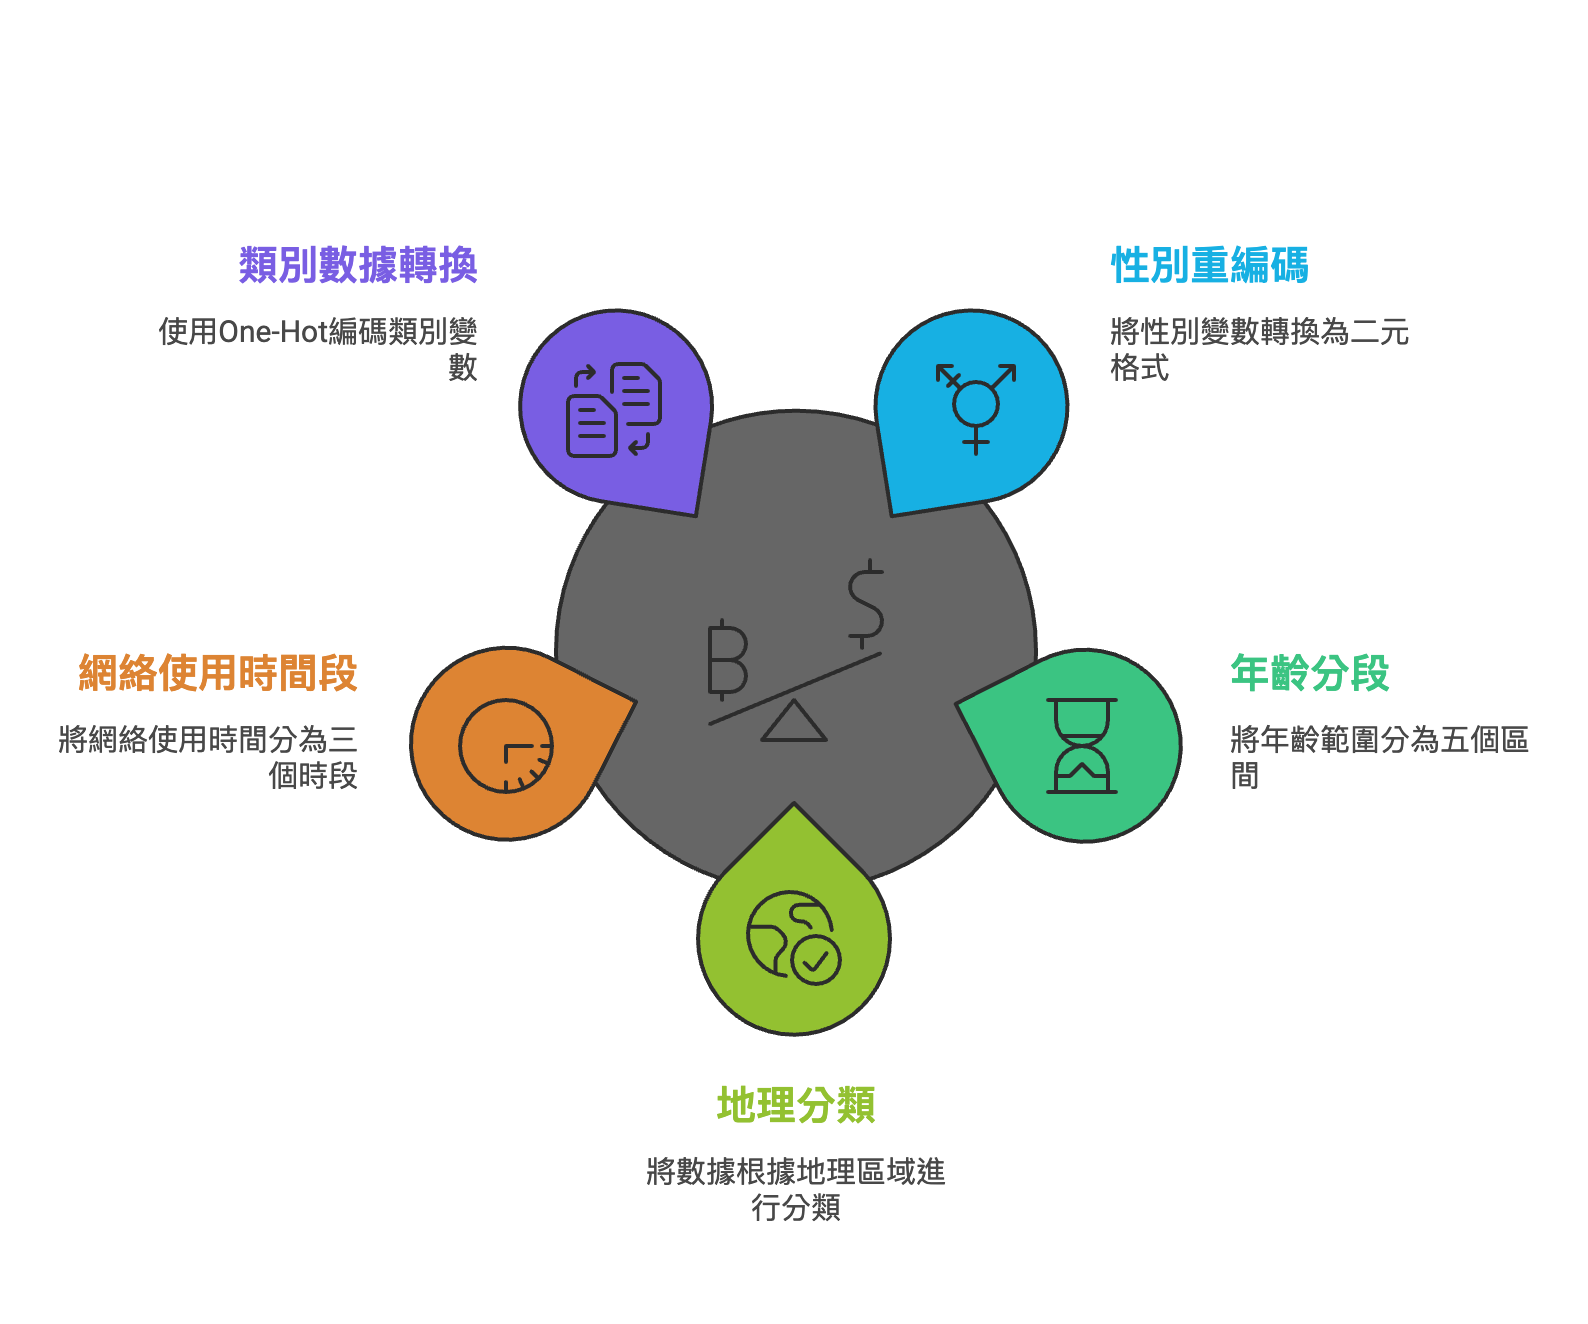 類別數據轉換
使用One-Hot編碼類別變
數
性別重編碼
將性別變數轉換為二元
格式
網絡使用時間段
將網絡使用時間分為三
個時段
年齡分段
將年齡範圍分為五個區
間
地理分類
將數據根據地理區域進
行分類